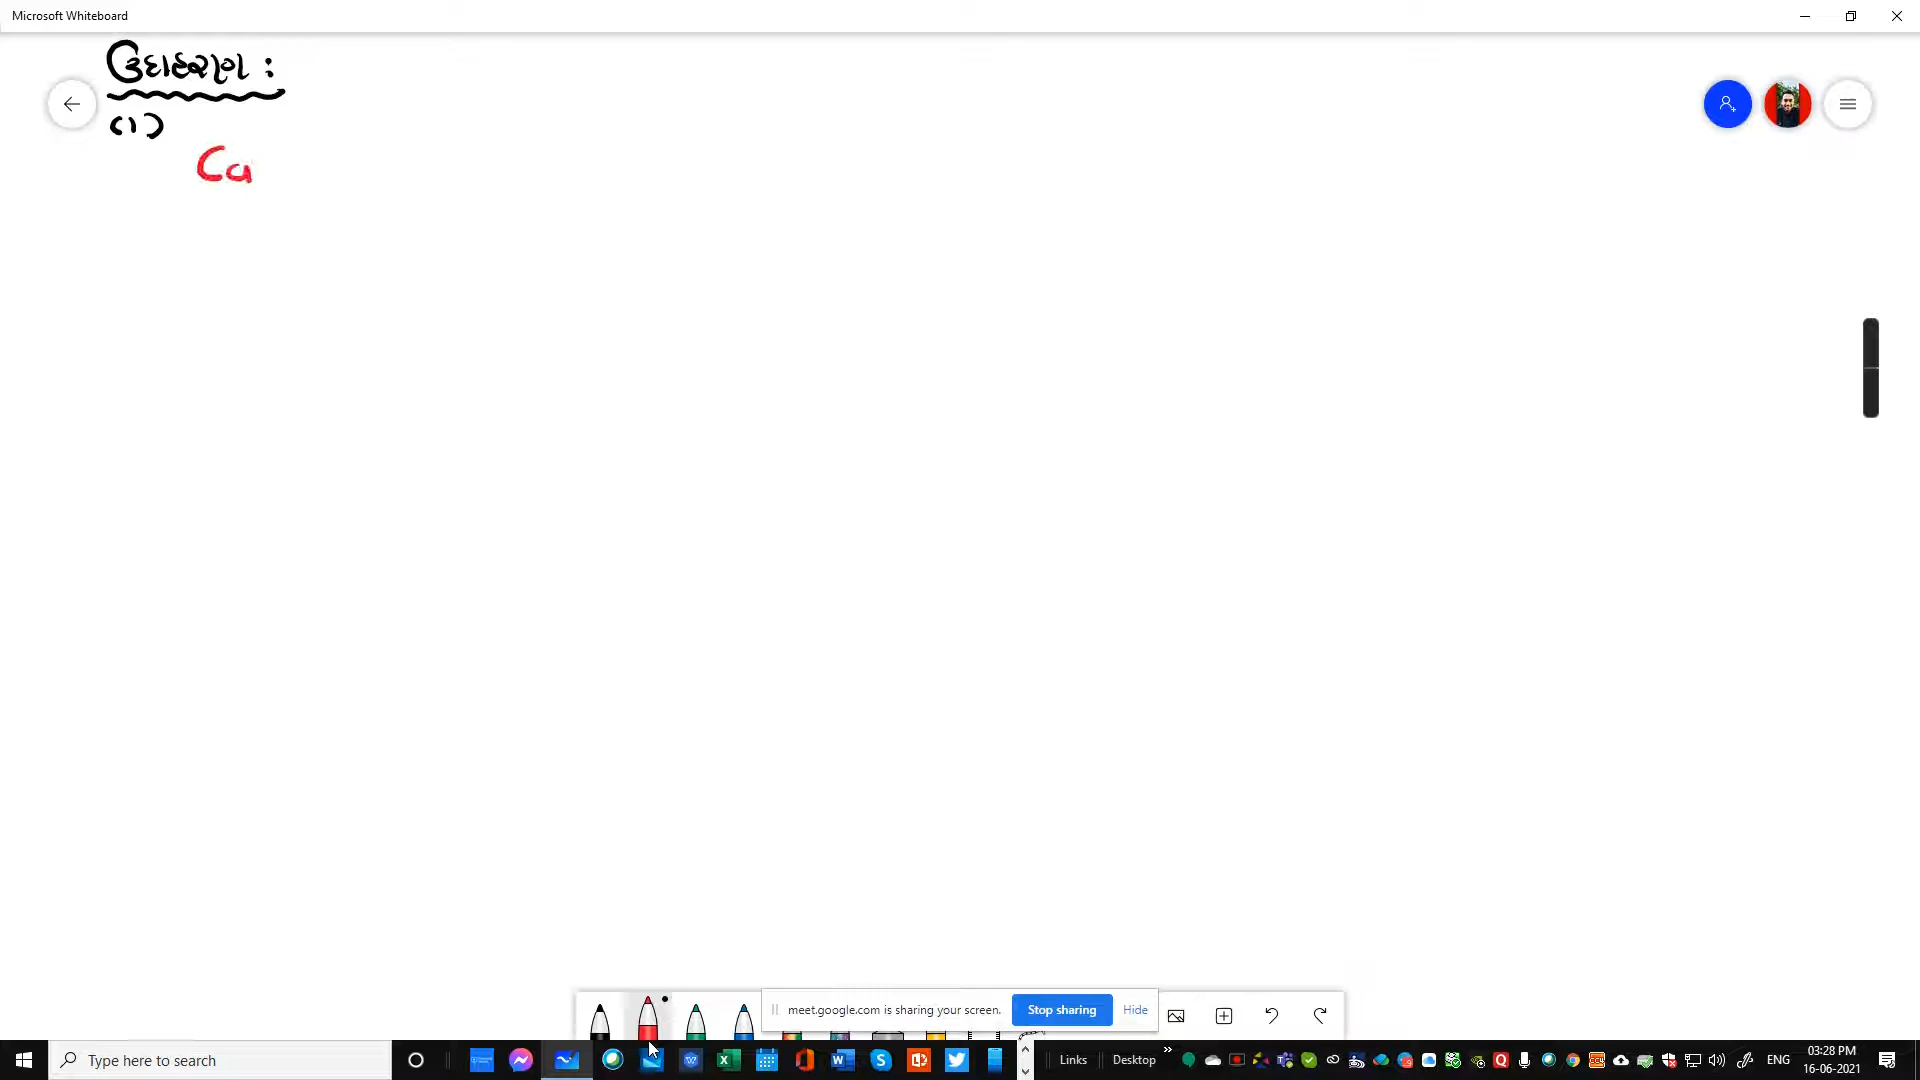 Microsoft Whiteboard
ઉદાહરણ :
(1)
Ca
meet.google.com is sharing your screen.
Stop sharing
Hide
Type here to search
Links
Desktop
ENG
03:28 PM
16-06-2021